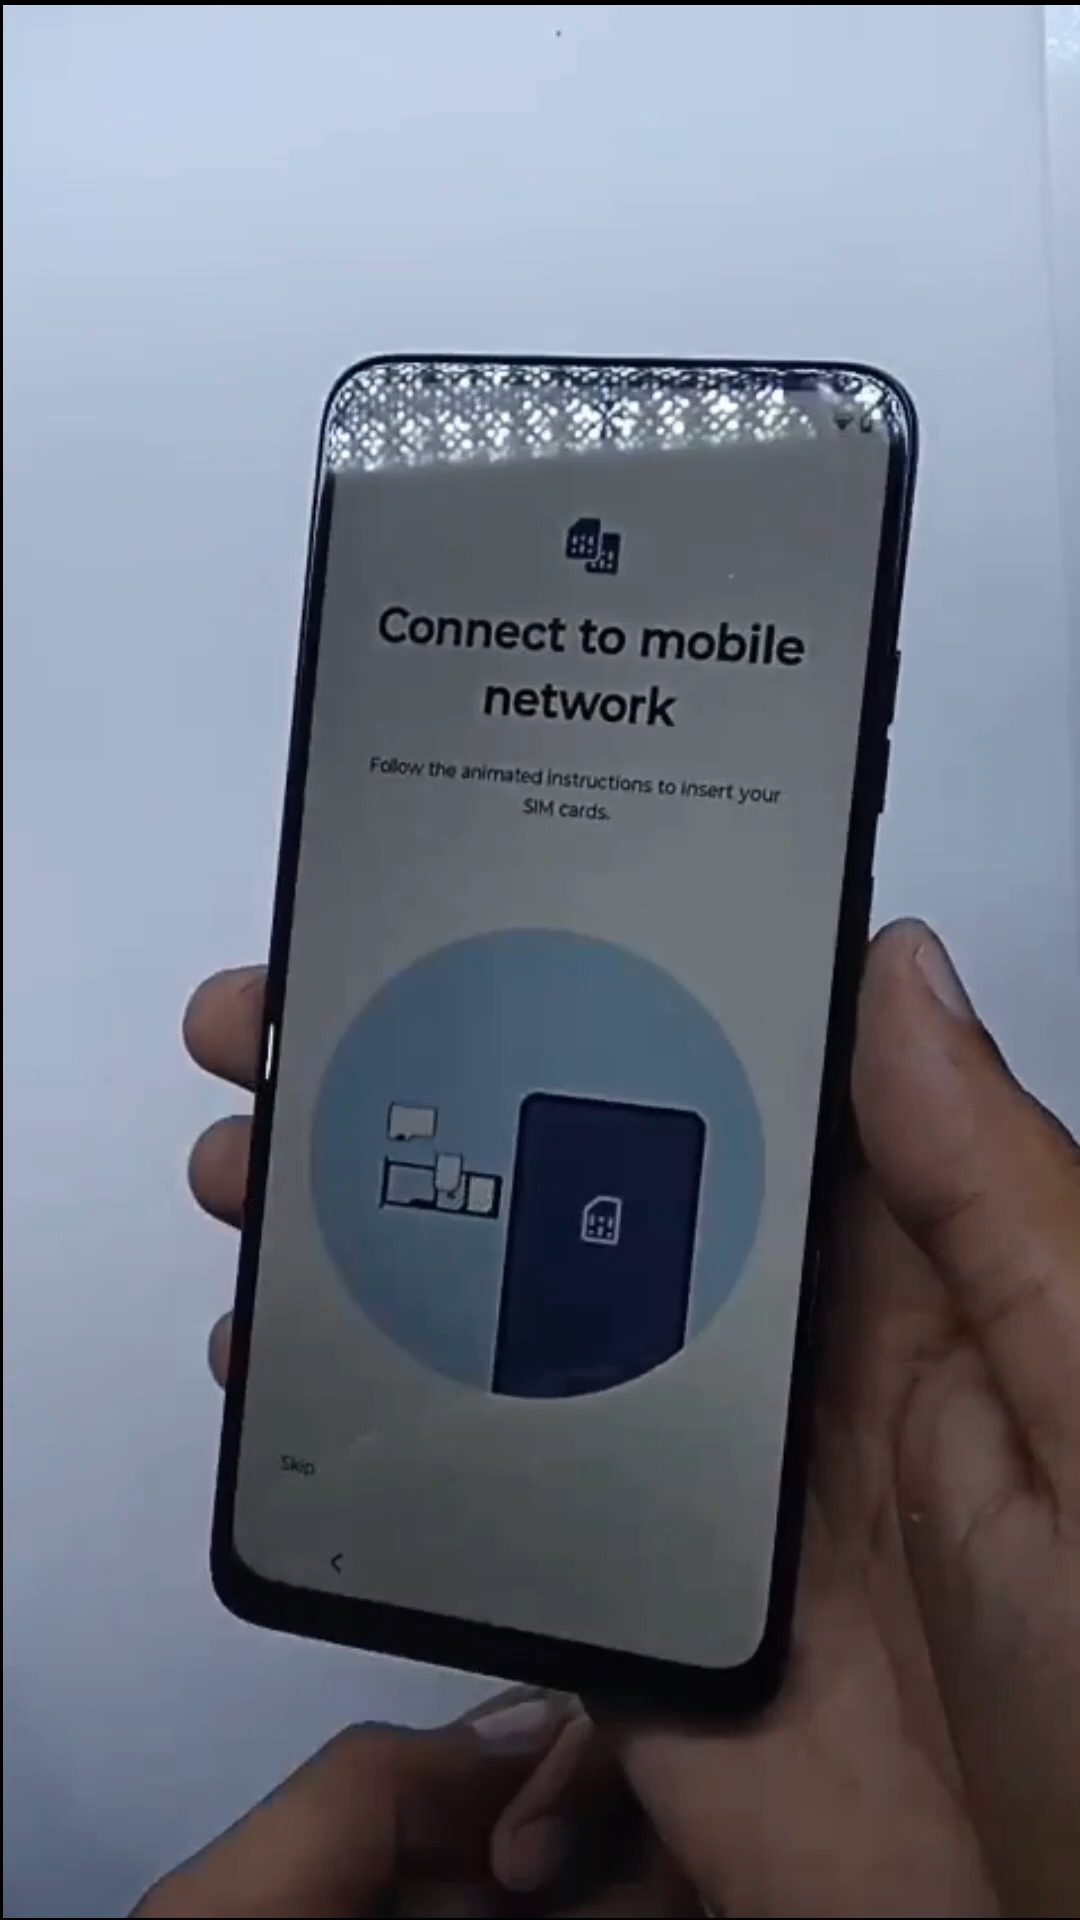 Connect to mobile
network
Follow the animated instructions to insert your
SIM cards.
Skip